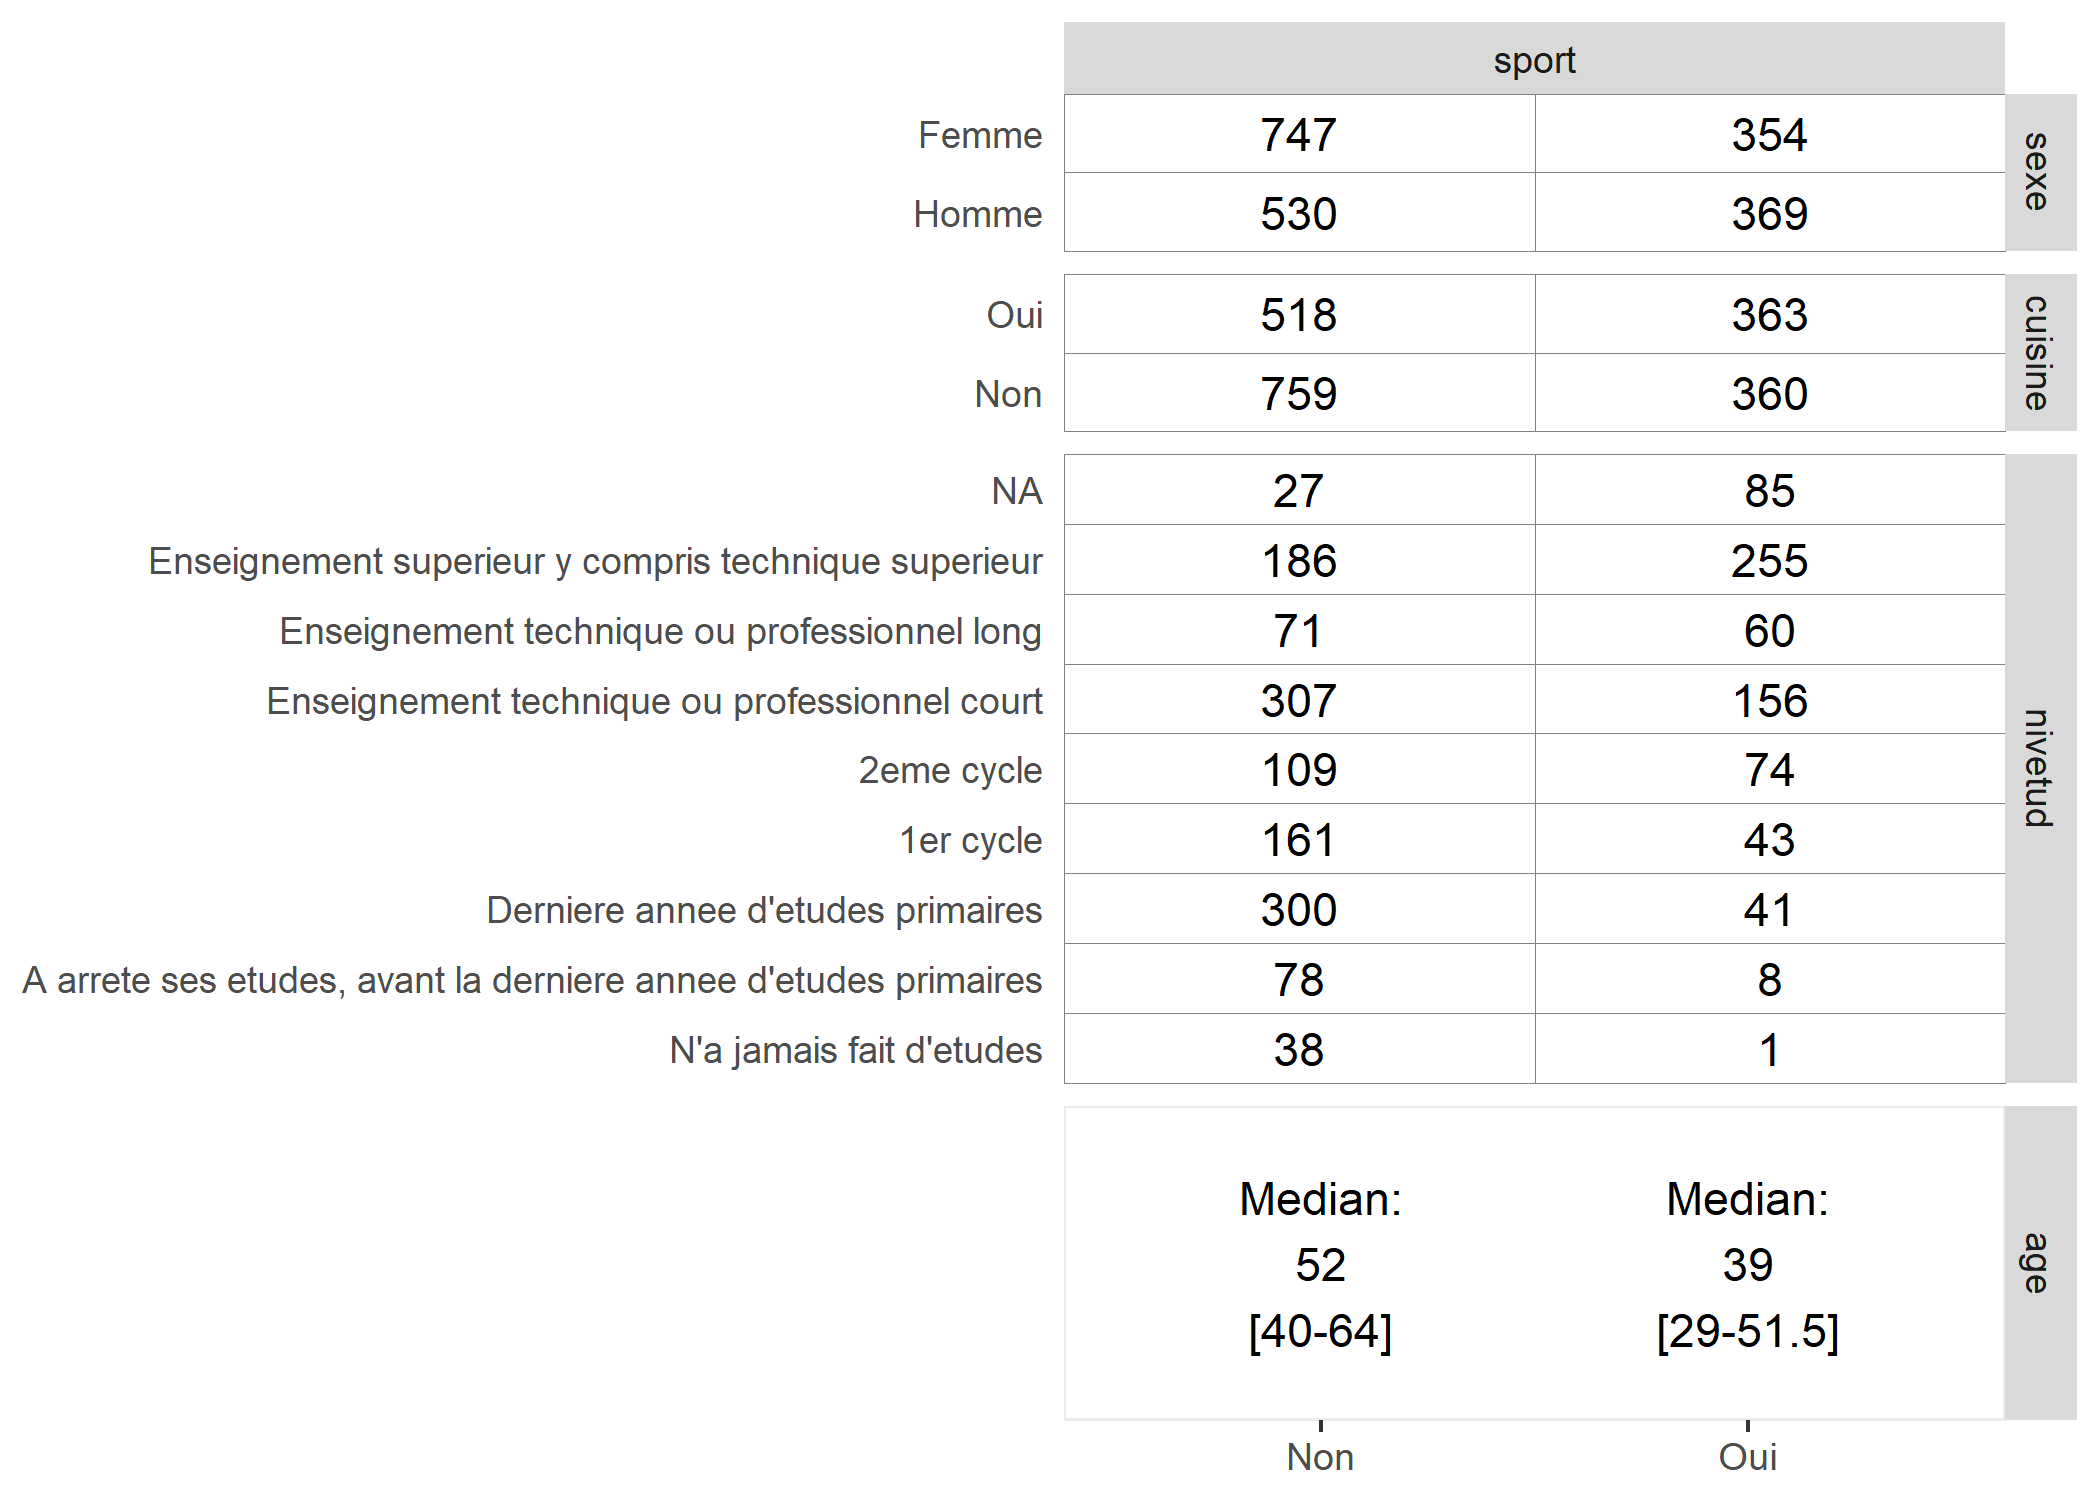 sport
Femme 747 354
Homme 530 369
sexe
Oui 518 363
Non 759 360
cuisine
NA 27 85
Enseignement superieur y compris technique superieur 186 255
Enseignement technique ou professionnel long 71 60
Enseignement technique ou professionnel court 307 156
2eme cycle 109 74
1er cycle 161 43
Derniere annee d'etudes primaires 300 41
A arrete ses etudes, avant la derniere annee d'etudes primaires 78 8
N'a jamais fait d'etudes 38 1
nivetud
Median: Median:
52 39
[40-64] [29-51.5]
age
Non Oui